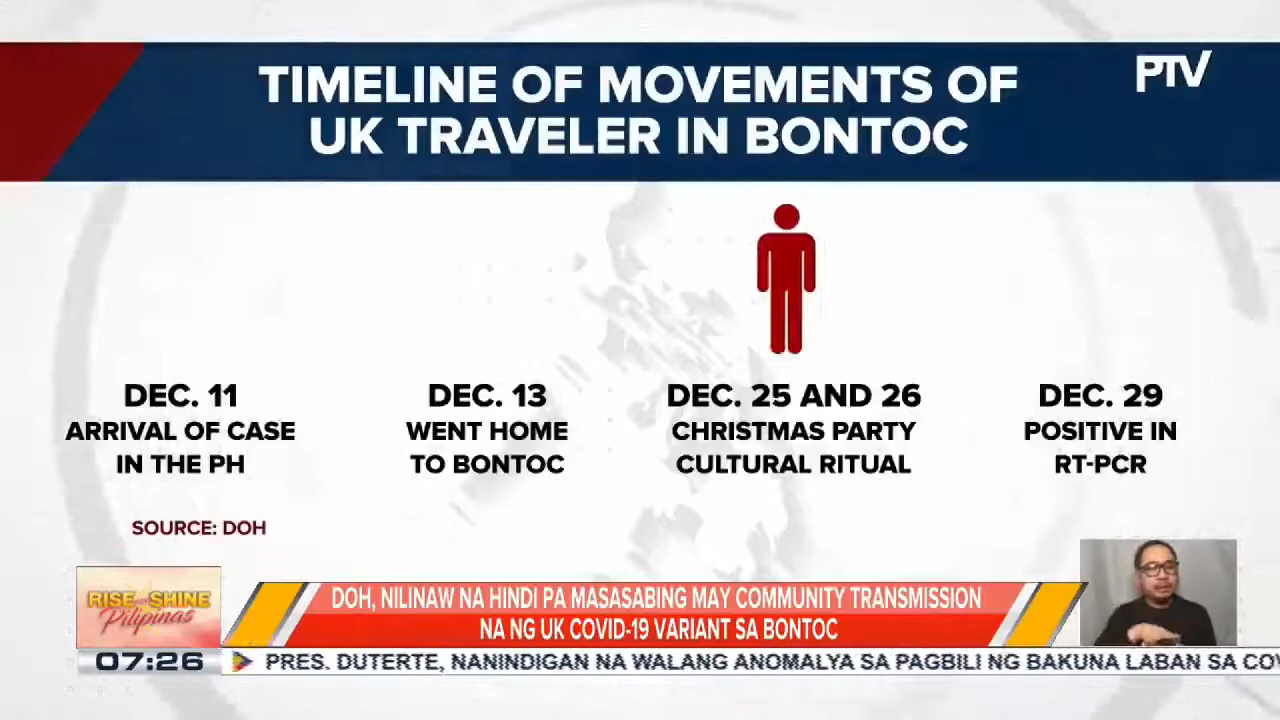 TIMELINE OF MOVEMENTS OF
UK TRAVELER IN BONTOC
PTV
DEC. 11
ARRIVAL OF CASE
IN THE PH
DEC. 13
WENT HOME
TO BONTOC
DEC. 25 AND 26
CHRISTMAS PARTY
CULTURAL RITUAL
DEC. 29
POSITIVE IN
RT-PCR
SOURCE: DOH
RISE AND SHINE
Pilipinas
DOH, NILINAW NA HINDI PA MASASABING MAY COMMUNITY TRANSMISSION
NA NG UK COVID-19 VARIANT SA BONTOC
07:26
PRES. DUTERTE, NANINDIGAN NA WALANG ANOMALYA SA PAGBILI NG BAKUNA LABAN SA COV